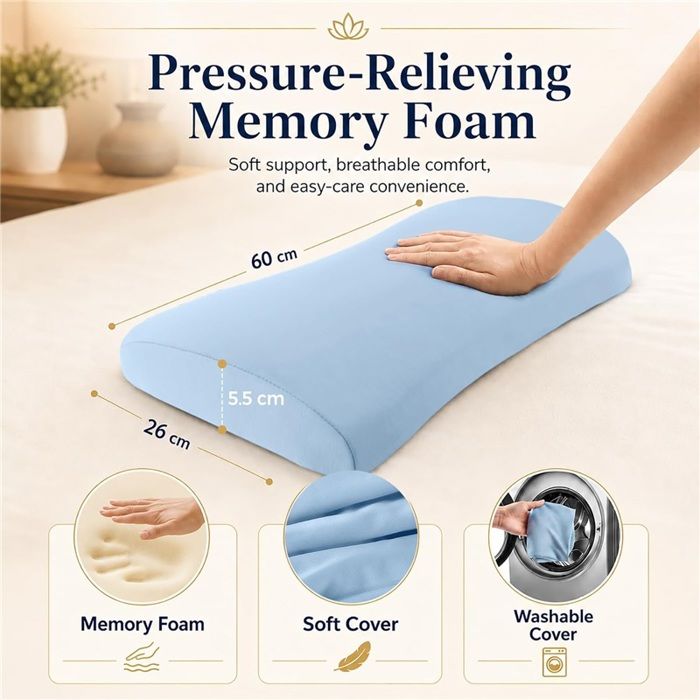 Pressure-Relieving
Memory Foam
Soft support, breathable comfort,
and easy-care convenience.
60 cm
5.5 cm
26 cm
Memory Foam
Soft Cover
Washable
Cover